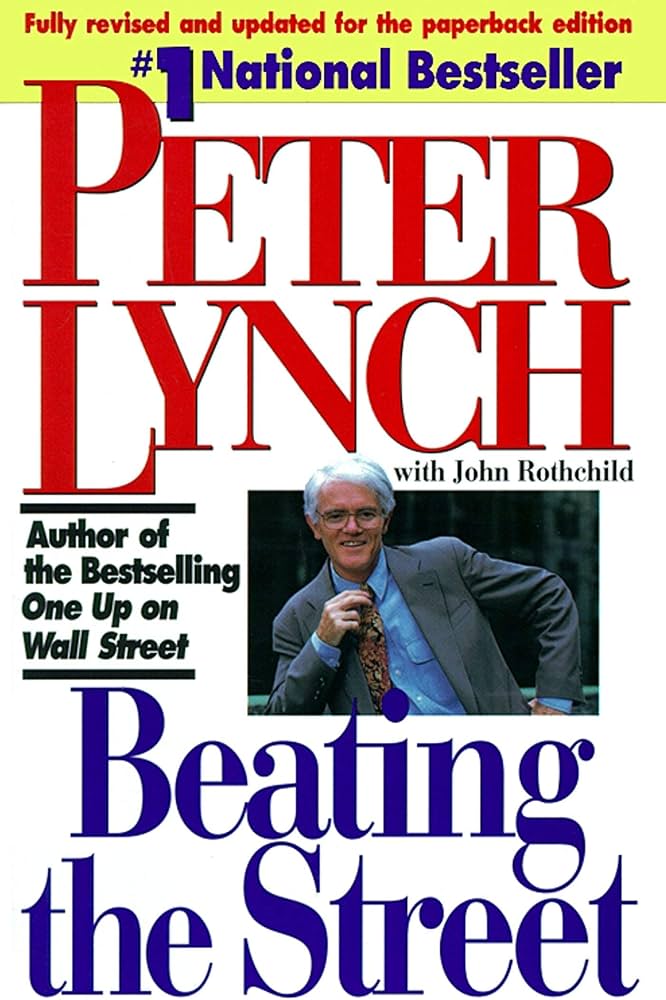 Fully revised and updated for the paperback edition
#1 National Bestseller
PETER
LYNCH
with John Rothchild
Author of
the Bestselling
One Up on
Wall Street
Beating
the Street